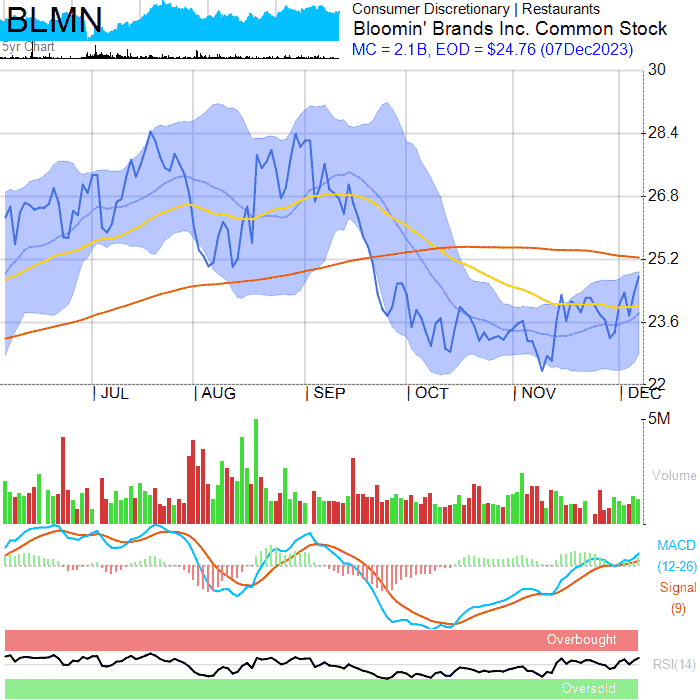 BLMN
5yr Chart
Consumer Discretionary | Restaurants
Bloomin' Brands Inc. Common Stock
MC = 2.1B, EOD = $24.76 (07Dec2023)
30
28.4
26.8
25.2
23.6
22
| JUL | AUG | SEP | OCT | NOV | DEC
5M
Volume
MACD
(12-26)
Signal
(9)
Overbought
RSI(14)
Oversold